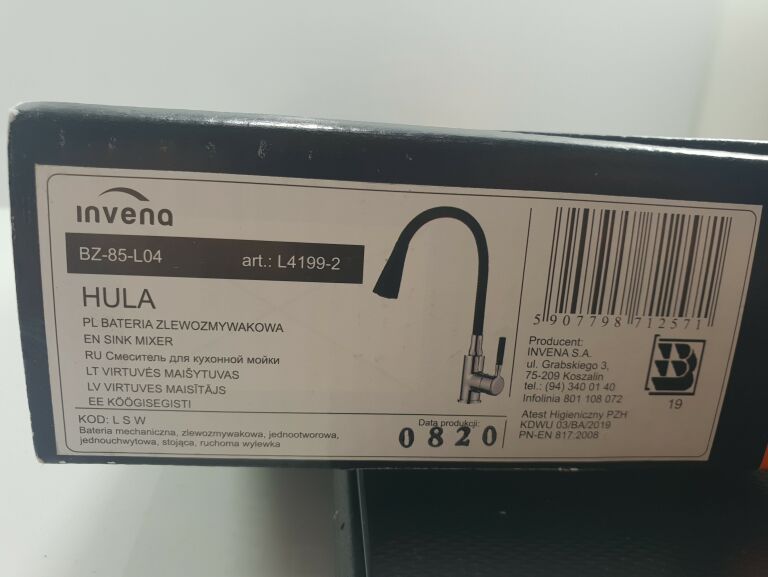 invena
BZ-85-L04 art.: L4199-2
HULA
PL BATERIA ZLEWOZMYWAKOWA
EN SINK MIXER
RU Смеситель для кухонной мойки
LT VIRTUVĖS MAIŠYTUVAS
LV VIRTUVES MAISĪTĀJS
EE KÖÖGISEGISTI
KOD: L S W
Bateria mechaniczna, zlewozmywakowa, jednootworowa,
jednouchwytowa, stojąca, ruchoma wylewka
Data produkcji:
0820
5 907798 712571
Producent:
INVENA S.A.
ul. Grabskiego 3,
75-209 Koszalin
tel.: (94) 340 01 40
Infolinia 801 108 072
B
19
Atest Higieniczny PZH
KDWU 03/BA/2019
PN-EN 817:2008